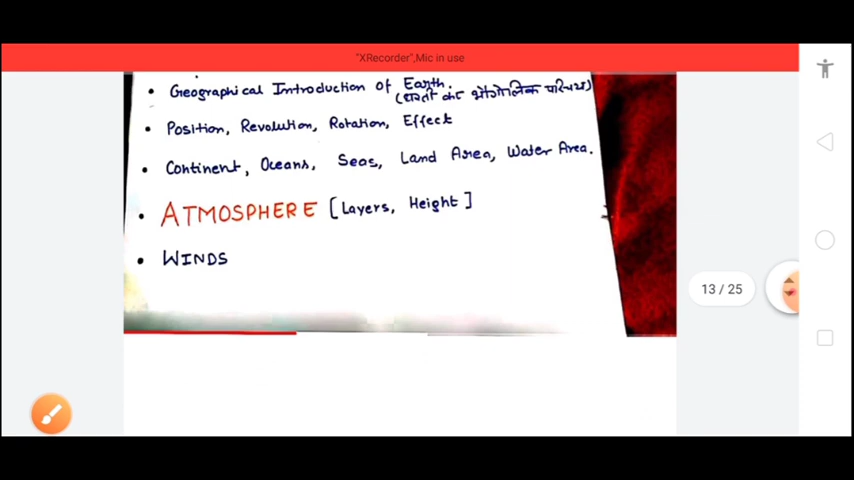 "XRecorder",Mic in use
• Geographical Introduction of Earth.
(धरती का भौगोलिक परिचय)
• Position, Revolution, Rotation, Effect
• Continent, Oceans, Seas, Land Area, Water Area.
• ATMOSPHERE [Layers, Height]
• WINDS
13 / 25